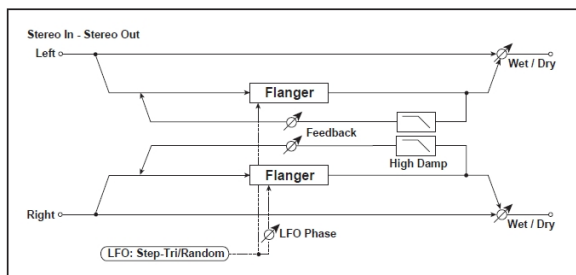 Stereo In - Stereo Out
Left
Wet / Dry
Flanger
Feedback
High Damp
Flanger
Right
LFO Phase
Wet / Dry
LFO: Step-Tri/Random